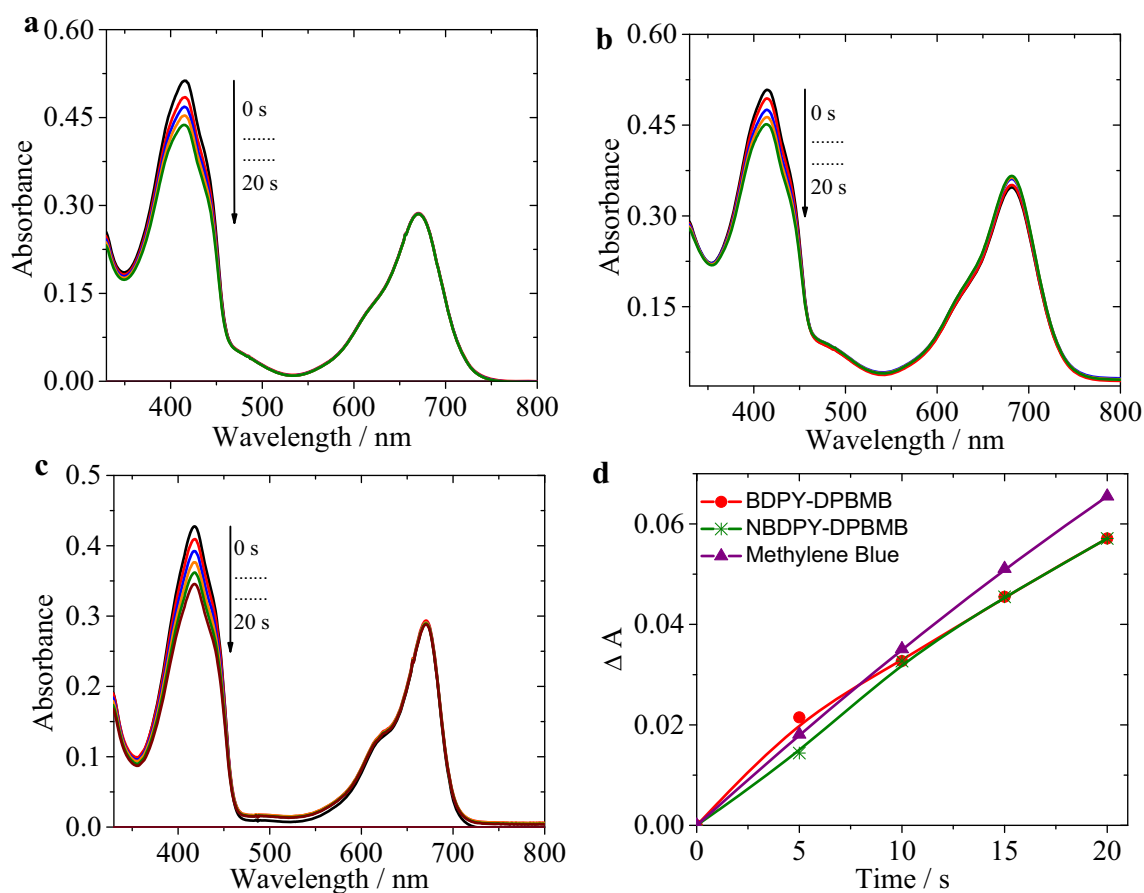 a
0.60
0.45
0.30
0.15
0.00
Absorbance
0 s
.......
.......
20 s
400 500 600 700 800
Wavelength / nm
b
0.60
0.45
0.30
0.15
Absorbance
0 s
.......
.......
20 s
400 500 600 700 800
Wavelength / nm
c
0.5
0.4
0.3
0.2
0.1
0.0
Absorbance
0 s
.......
.......
20 s
400 500 600 700 800
Wavelength / nm
d
BDPY-DPBMB
NBDPY-DPBMB
Methylene Blue
0.06
0.04
0.02
0.00
Δ A
0 5 10 15 20
Time / s